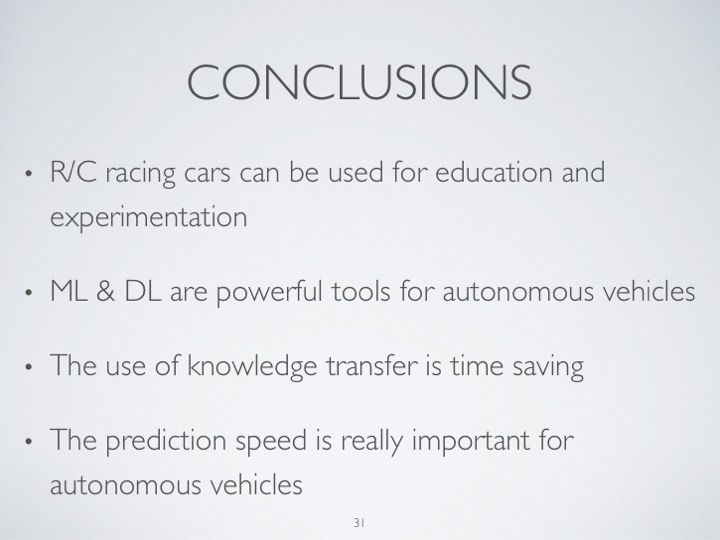 CONCLUSIONS
• R/C racing cars can be used for education and
experimentation
• ML & DL are powerful tools for autonomous vehicles
• The use of knowledge transfer is time saving
• The prediction speed is really important for
autonomous vehicles
31